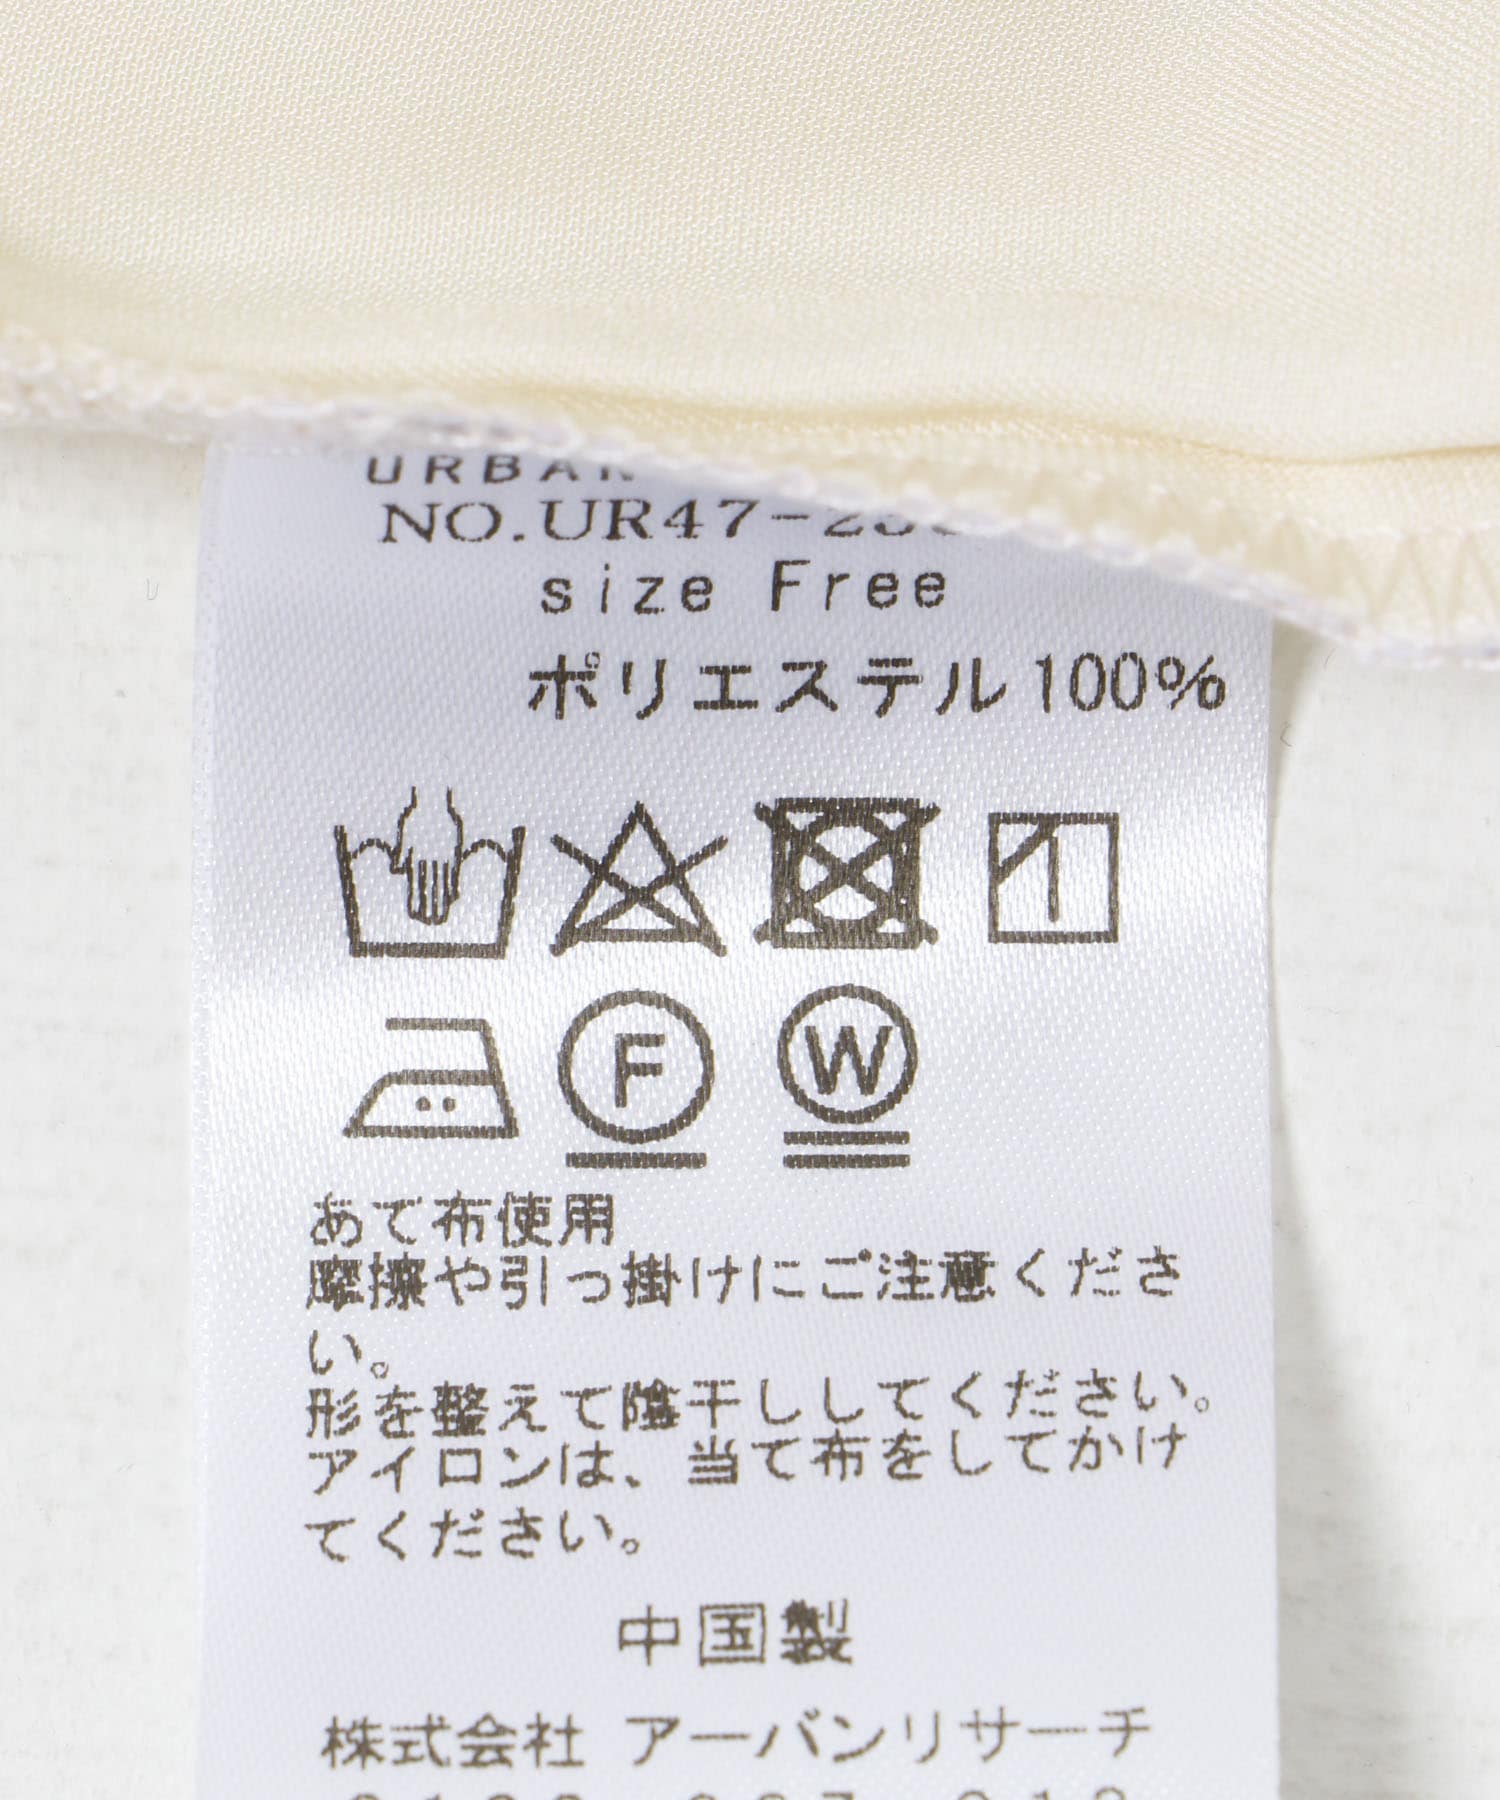 URBAN
NO.UR47-
size Free
ポリエステル100%
F
W
あて布使用
摩擦や引っ掛けにご注意くださ
い。
形を整えて陰干ししてください。
アイロンは、当て布をしてかけ
てください。
中国製
株式会社 アーバンリサーチ